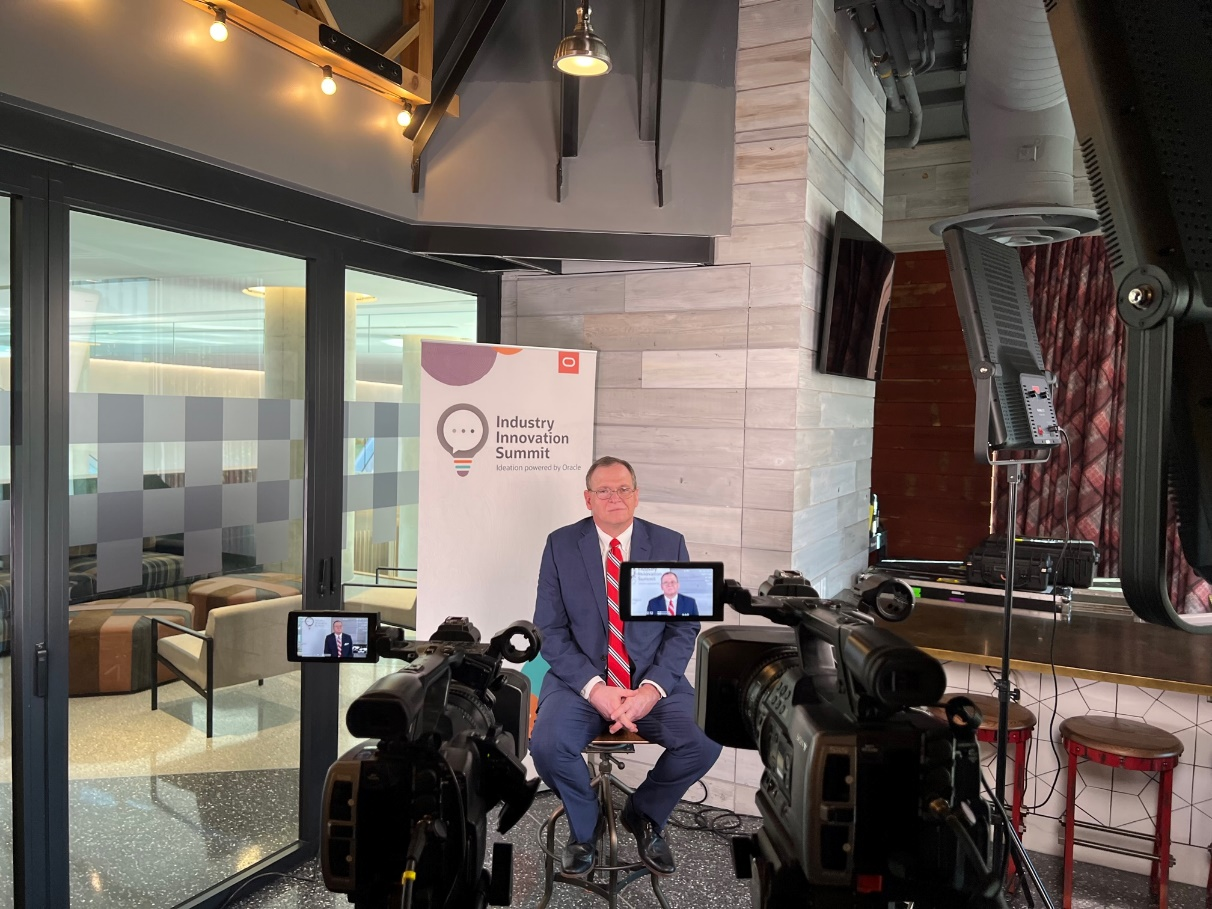 Industry
Innovation
Summit
Ideation powered by Oracle